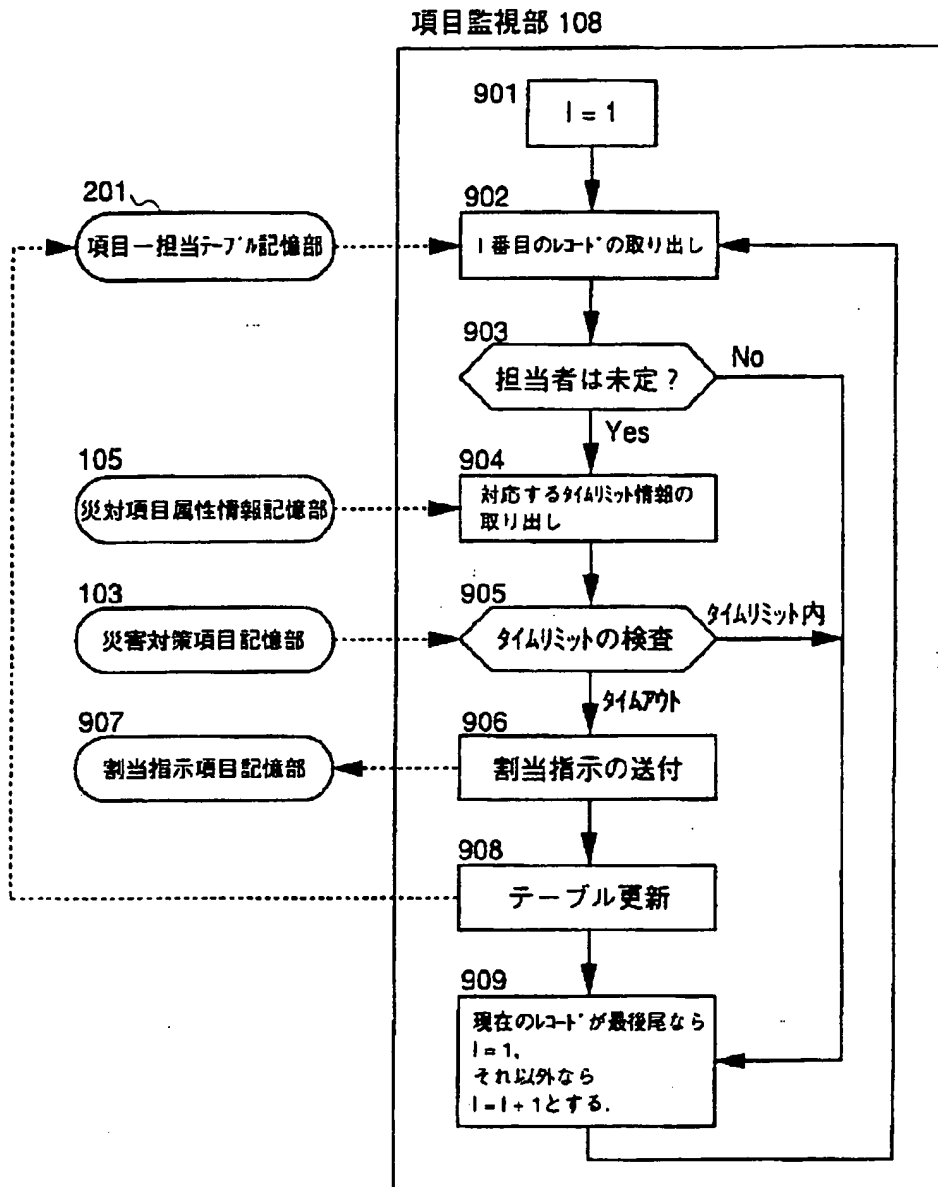 項目監視部 108
901
I = 1
201
902
項目ー担当テーブル記憶部
I 番目のレコードの取り出し
903
No
担当者は未定？
Yes
105
904
災対項目属性情報記憶部
対応するタイムリミット情報の
取り出し
103
905
タイムリミット内
災害対策項目記憶部
タイムリミットの検査
タイムアウト
907
906
割当指示項目記憶部
割当指示の送付
908
テーブル更新
909
現在のレコードが最後尾なら
I = 1,
それ以外なら
I = I + 1とする.